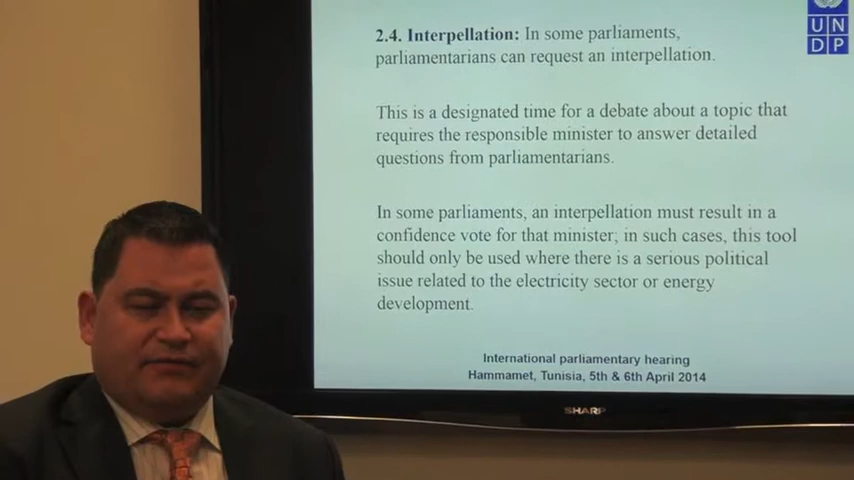 2.4. Interpellation: In some parliaments,
parliamentarians can request an interpellation.
This is a designated time for a debate about a topic that
requires the responsible minister to answer detailed
questions from parliamentarians.
In some parliaments, an interpellation must result in a
confidence vote for that minister; in such cases, this tool
should only be used where there is a serious political
issue related to the electricity sector or energy
development.
International parliamentary hearing
Hammamet, Tunisia, 5th & 6th April 2014
U N
D P
SHARP